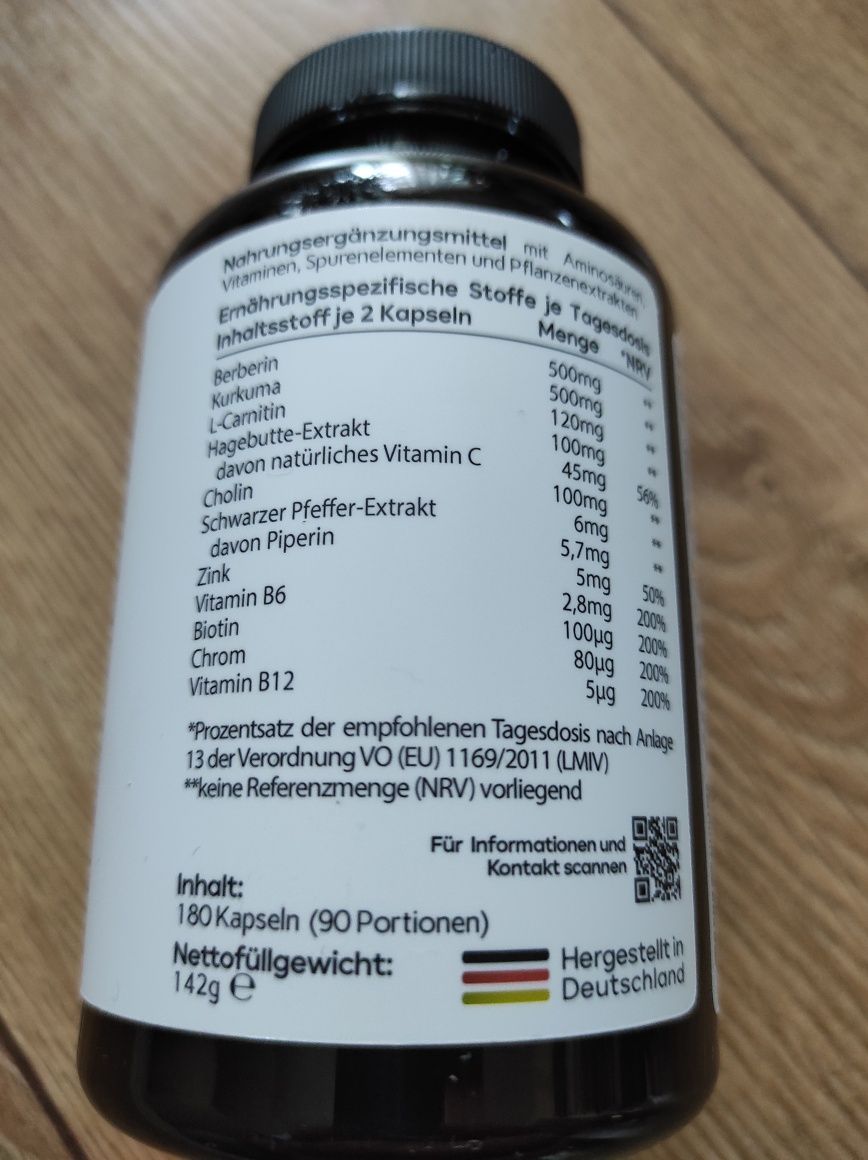 Nahrungsergänzungsmittel mit Aminosäuren,
Vitaminen, Spurenelementen und Pflanzenextrakten
Ernährungsspezifische Stoffe je Tagesdosis
Inhaltsstoff je 2 Kapseln Menge *NRV
Berberin 500mg **
Kurkuma 500mg **
L-Carnitin 120mg **
Hagebutte-Extrakt 100mg **
davon natürliches Vitamin C 45mg 56%
Cholin 100mg **
Schwarzer Pfeffer-Extrakt 6mg **
davon Piperin 5,7mg **
Zink 5mg 50%
Vitamin B6 2,8mg 200%
Biotin 100µg 200%
Chrom 80µg 200%
Vitamin B12 5µg 200%
*Prozentsatz der empfohlenen Tagesdosis nach Anlage
13 der Verordnung VO (EU) 1169/2011 (LMIV)
**keine Referenzmenge (NRV) vorliegend
Für Informationen und
Kontakt scannen
Inhalt:
180 Kapseln (90 Portionen)
Nettofüllgewicht:
142g ℮
Hergestellt in
Deutschland